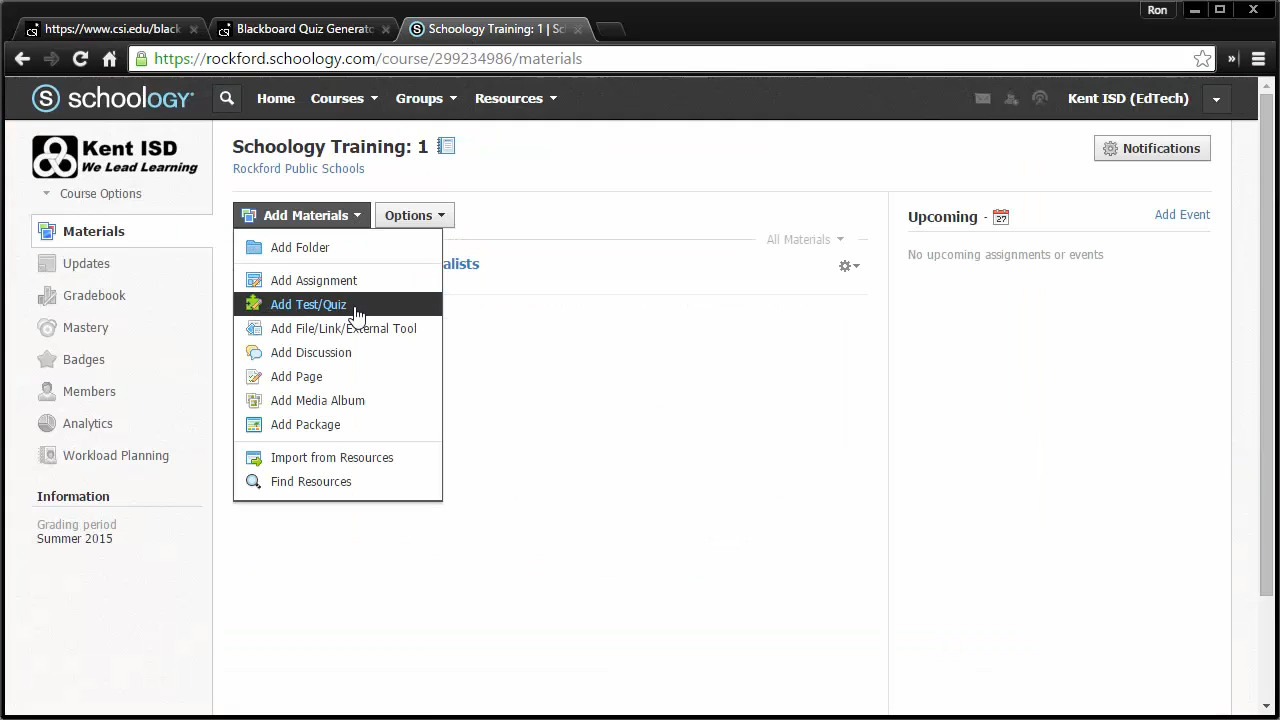 Ron
https://www.csi.edu/black
Blackboard Quiz Generato
Schoology Training: 1 | Sc
https://rockford.schoology.com/course/299234986/materials
S schoology
Home
Courses
Groups
Resources
Kent ISD (EdTech)
Kent ISD
We Lead Learning
Course Options
Materials
Updates
Gradebook
Mastery
Badges
Members
Analytics
Workload Planning
Information
Grading period
Summer 2015
Schoology Training: 1
Rockford Public Schools
Notifications
Add Materials
Options
All Materials
alists
Add Folder
Add Assignment
Add Test/Quiz
Add File/Link/External Tool
Add Discussion
Add Page
Add Media Album
Add Package
Import from Resources
Find Resources
Upcoming - 27
Add Event
No upcoming assignments or events